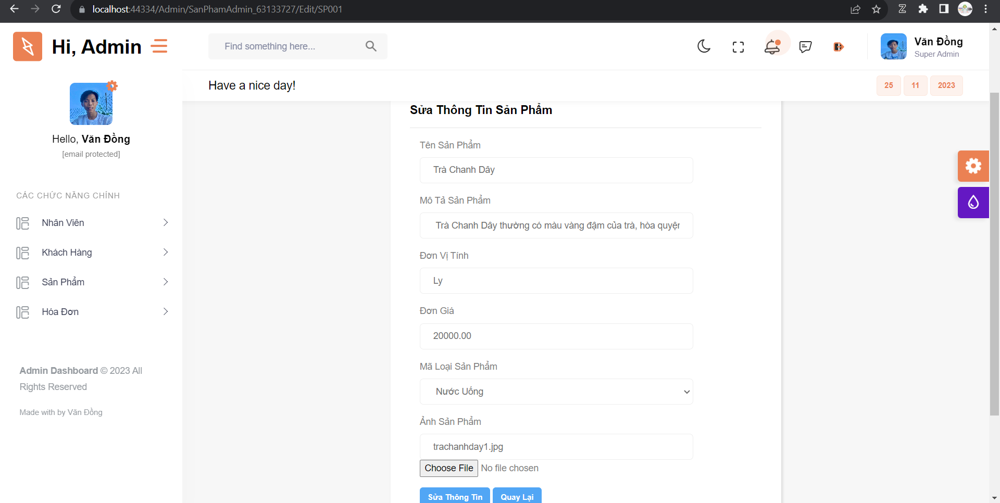 localhost:44334/Admin/SanPhamAdmin_63133727/Edit/SP001
Hi, Admin
Find something here...
Văn Đồng
Super Admin
Have a nice day!
25 11 2023
Hello, Văn Đồng
[email protected]
CÁC CHỨC NĂNG CHÍNH
Nhân Viên
Khách Hàng
Sản Phẩm
Hóa Đơn
Admin Dashboard © 2023 All
Rights Reserved
Made with by Văn Đồng
Sửa Thông Tin Sản Phẩm
Tên Sản Phẩm
Trà Chanh Dây
Mô Tả Sản Phẩm
Trà Chanh Dây thường có màu vàng đậm của trà, hòa quyện
Đơn Vị Tính
Ly
Đơn Giá
20000.00
Mã Loại Sản Phẩm
Nước Uống
Ảnh Sản Phẩm
trachanhday1.jpg
Choose File No file chosen
Sửa Thông Tin Quay Lại